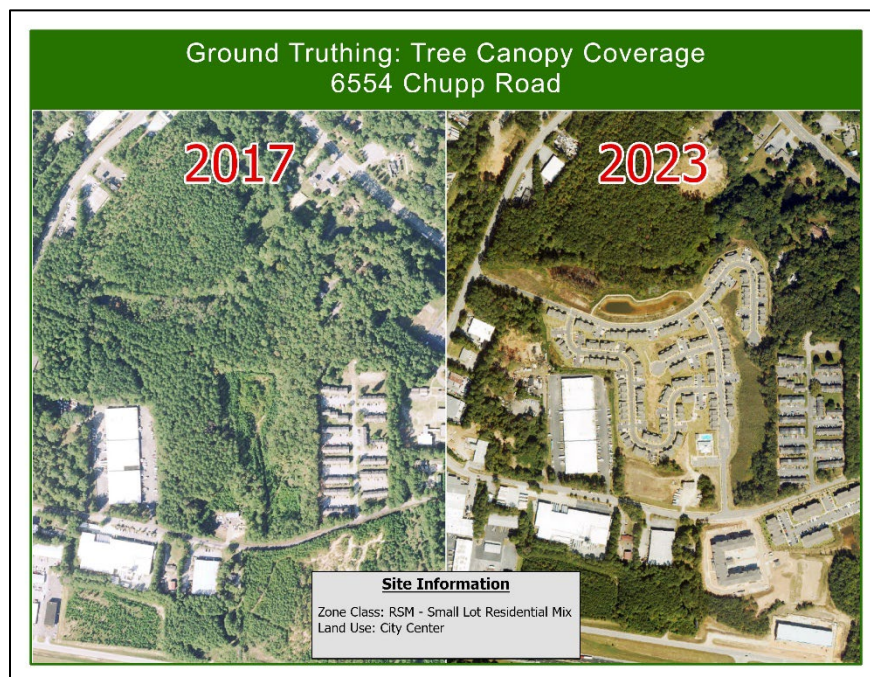 Ground Truthing: Tree Canopy Coverage
6554 Chupp Road
2017
2023
Site Information
Zone Class: RSM - Small Lot Residential Mix
Land Use: City Center